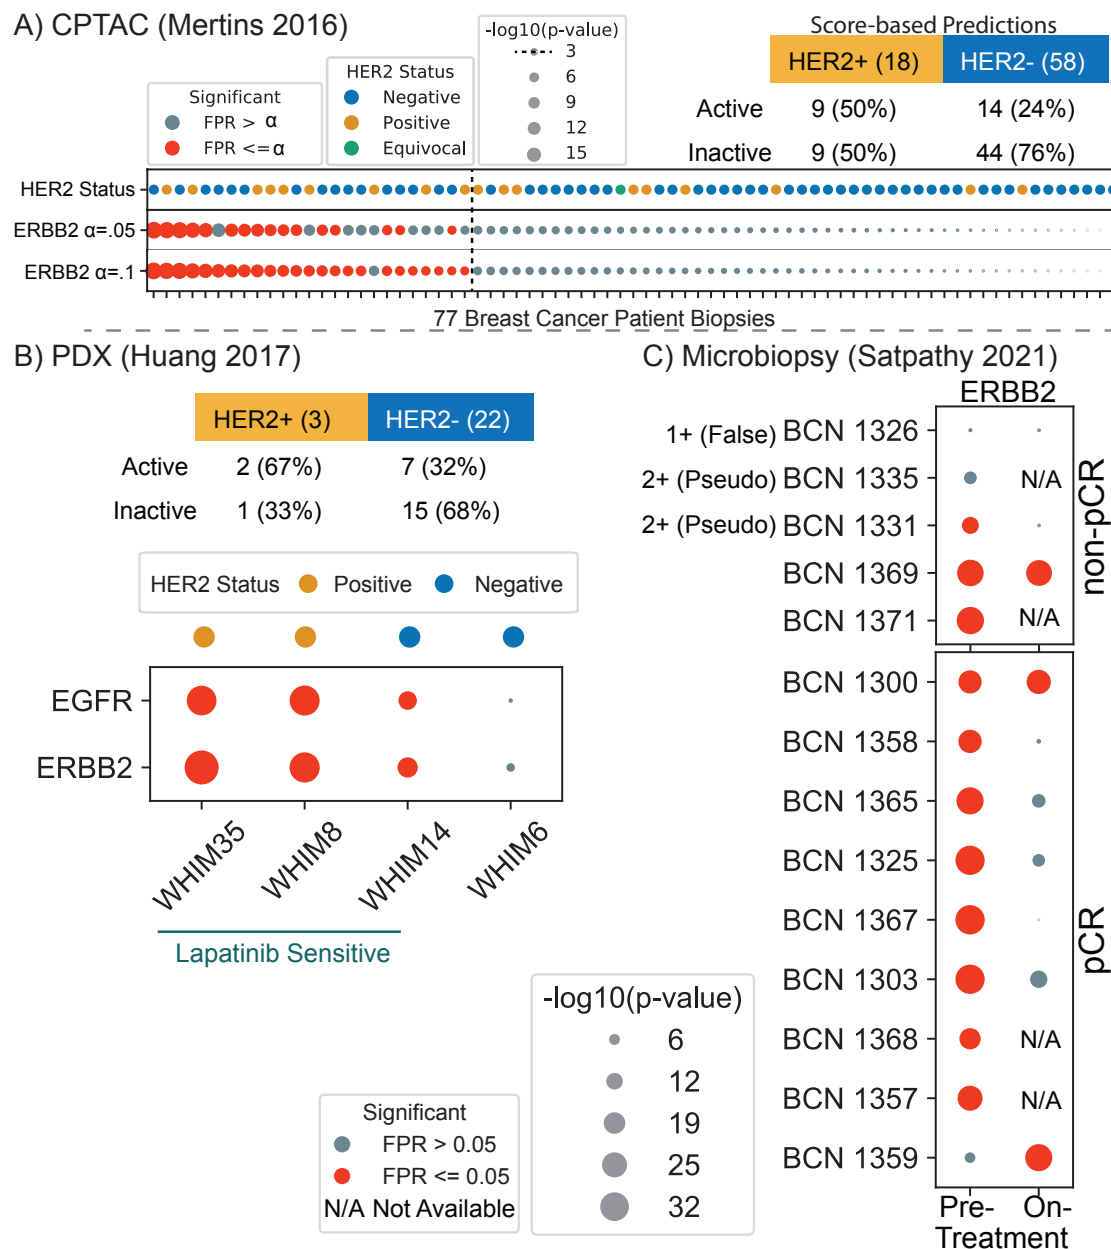 A) CPTAC (Mertins 2016)
-log10(p-value)
3
6
9
12
15
Score-based Predictions
HER2+ (18) HER2- (58)
Active 9 (50%) 14 (24%)
Inactive 9 (50%) 44 (76%)
Significant
FPR > α
FPR <= α
HER2 Status
Negative
Positive
Equivocal
HER2 Status
ERBB2 α=.05
ERBB2 α=.1
77 Breast Cancer Patient Biopsies
B) PDX (Huang 2017)
HER2+ (3) HER2- (22)
Active 2 (67%) 7 (32%)
Inactive 1 (33%) 15 (68%)
HER2 Status Positive Negative
EGFR
ERBB2
WHIM35
WHIM8
WHIM14
WHIM6
Lapatinib Sensitive
-log10(p-value)
6
12
19
25
32
Significant
FPR > 0.05
FPR <= 0.05
N/A Not Available
C) Microbiopsy (Satpathy 2021)
ERBB2
1+ (False) BCN 1326
2+ (Pseudo) BCN 1335 N/A
2+ (Pseudo) BCN 1331
BCN 1369
BCN 1371 N/A
non-pCR
BCN 1300
BCN 1358
BCN 1365
BCN 1325
BCN 1367
BCN 1303
BCN 1368 N/A
BCN 1357 N/A
BCN 1359
pCR
Pre- On-
Treatment